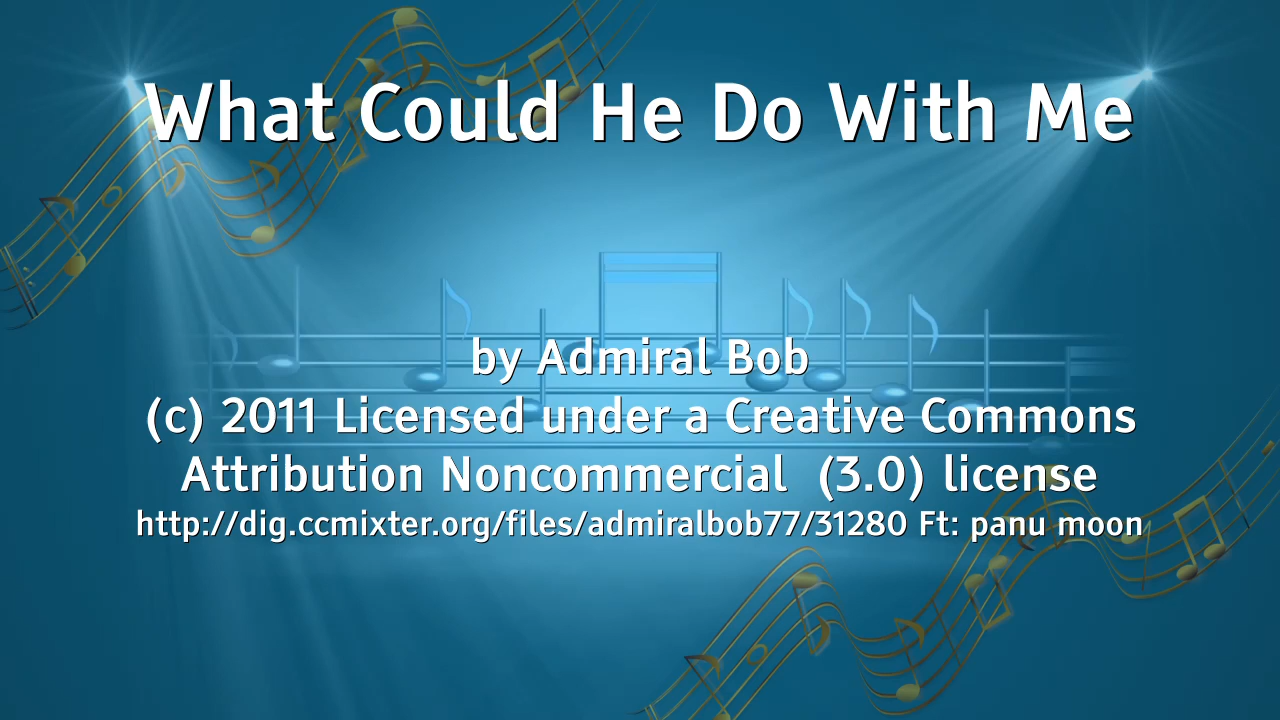 What Could He Do With Me
by Admiral Bob
(c) 2011 Licensed under a Creative Commons
Attribution Noncommercial  (3.0) license
http://dig.ccmixter.org/files/admiralbob77/31280 Ft: panu moon